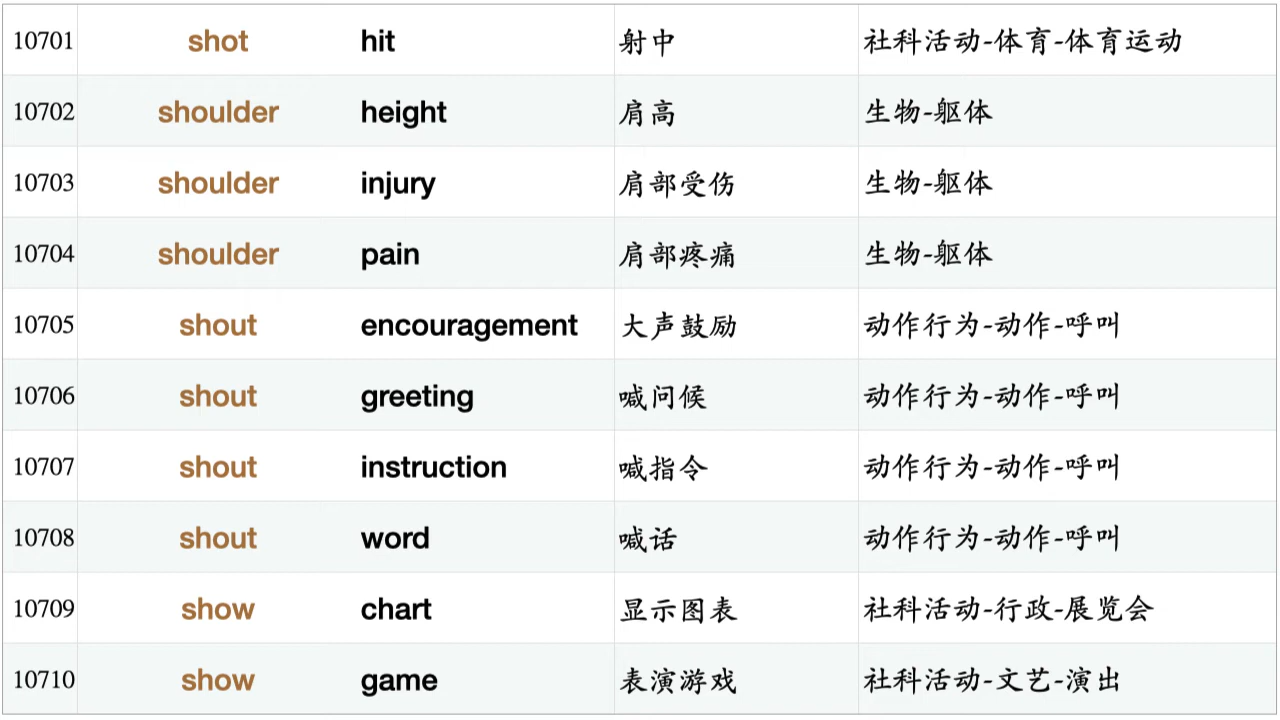 10701 shot hit 射中 社科活动-体育-体育运动
10702 shoulder height 肩高 生物-躯体
10703 shoulder injury 肩部受伤 生物-躯体
10704 shoulder pain 肩部疼痛 生物-躯体
10705 shout encouragement 大声鼓励 动作行为-动作-呼叫
10706 shout greeting 喊问候 动作行为-动作-呼叫
10707 shout instruction 喊指令 动作行为-动作-呼叫
10708 shout word 喊话 动作行为-动作-呼叫
10709 show chart 显示图表 社科活动-行政-展览会
10710 show game 表演游戏 社科活动-文艺-演出